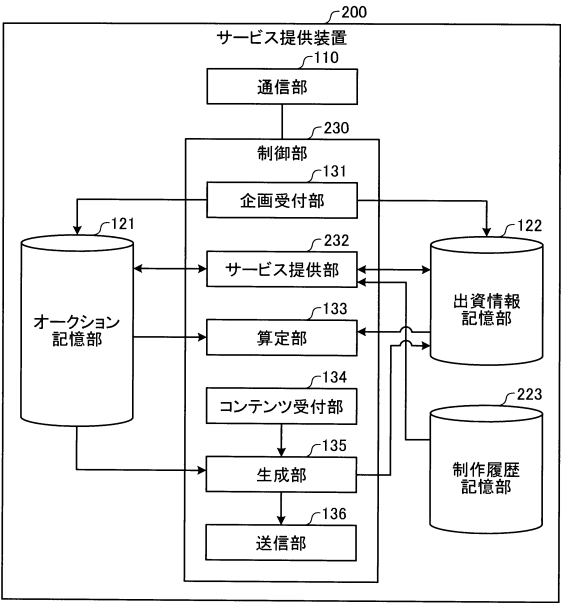 200
サービス提供装置
110
通信部
230
制御部
131
企画受付部
121
オークション
記憶部
232
サービス提供部
122
出資情報
記憶部
133
算定部
134
コンテンツ受付部
223
制作履歴
記憶部
135
生成部
136
送信部